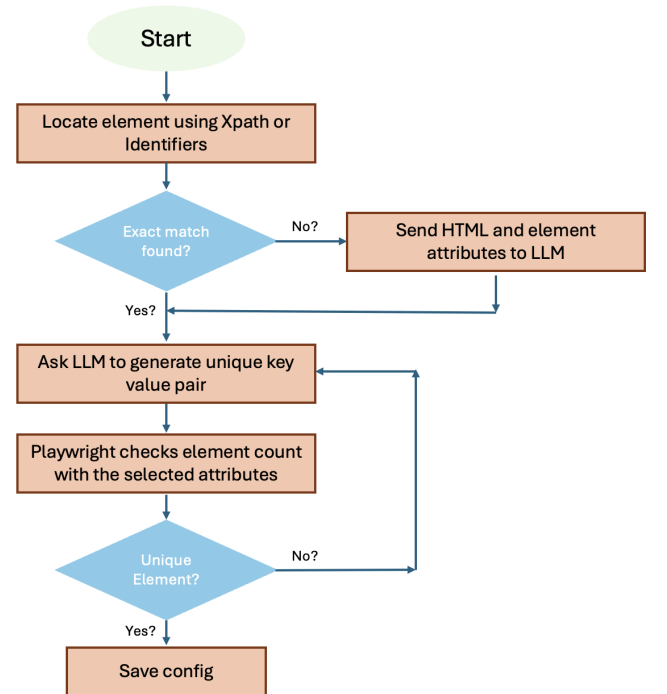 Start
Locate element using Xpath or
Identifiers
Exact match
found?
No?
Send HTML and element
attributes to LLM
Yes?
Ask LLM to generate unique key
value pair
Playwright checks element count
with the selected attributes
Unique
Element?
No?
Yes?
Save config